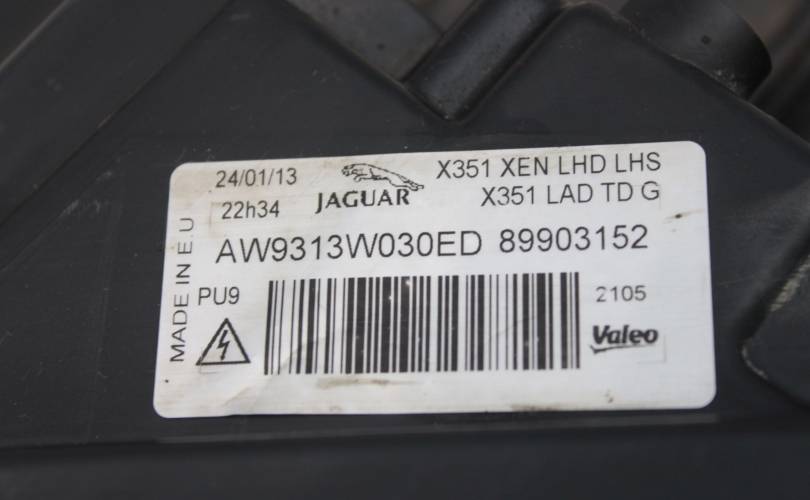 24/01/13
22h34
JAGUAR
X351 XEN LHD LHS
X351 LAD TD G
AW9313W030ED 89903152
MADE IN E.U
PU9
2105
Valeo